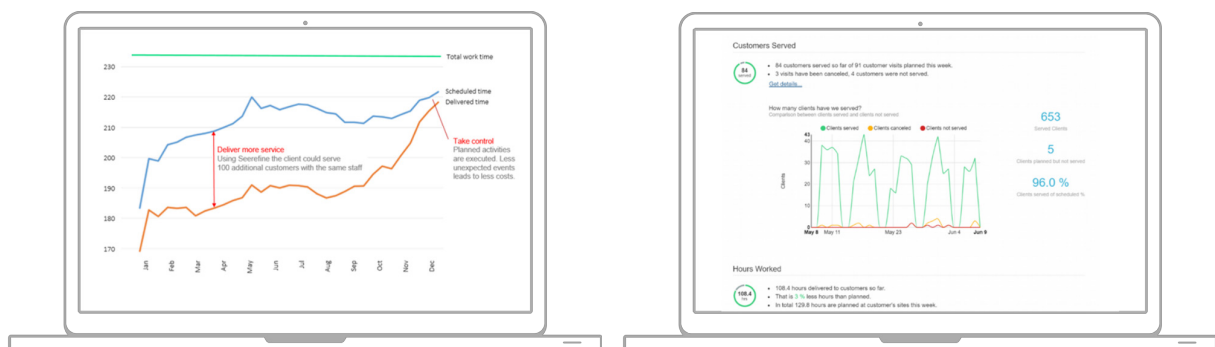 Total work time
230
Scheduled time
220
Delivered time
210
Deliver more service
Using Seerefine the client could serve
100 additional customers with the same staff
Take control
Planned activities
are executed. Less
unexpected events
leads to less costs.
200
190
180
170
Jan
Feb
Mar
Apr
May
Jun
Jul
Aug
Sep
Oct
Nov
Dec
Customers Served
84
served
84 customers served so far of 91 customer visits planned this week.
3 visits have been canceled, 4 customers were not served.
Get details...
How many clients have we served?
Comparison between clients served and clients not served
Clients served
Clients canceled
Clients not served
43
40
30
20
10
0
Clients
May 8
May 11
May 23
Jun 4
Jun 9
653
Served Clients
5
Clients planned but not served
96.0 %
Clients served of scheduled %
Hours Worked
108.4
hrs
108.4 hours delivered to customers so far.
That is 3 % less hours than planned.
In total 129.8 hours are planned at customer's sites this week.